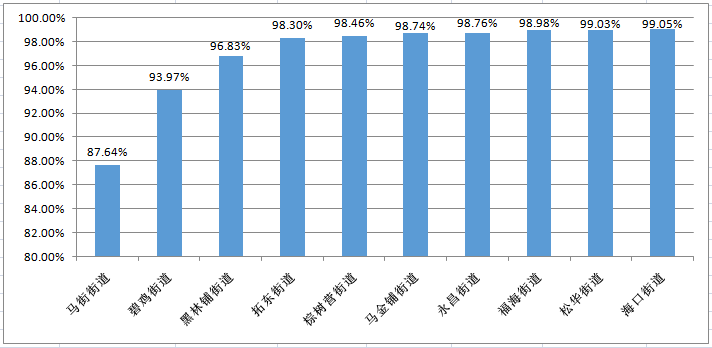 100.00%
98.00%
96.00%
94.00%
92.00%
90.00%
88.00%
86.00%
84.00%
82.00%
80.00%
87.64%
93.97%
96.83%
98.30%
98.46%
98.74%
98.76%
98.98%
99.03%
99.05%
马街街道
碧鸡街道
黑林铺街道
拓东街道
棕树营街道
马金铺街道
永昌街道
福海街道
松华街道
海口街道